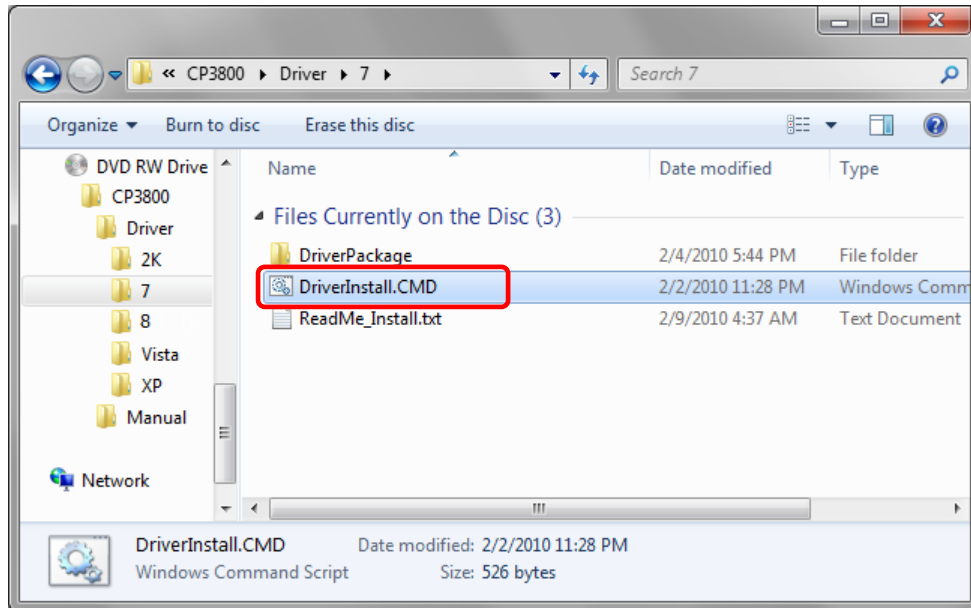 « CP3800 ▸ Driver ▸ 7 ▸ Search 7
Organize ▾ Burn to disc Erase this disc
DVD RW Drive
CP3800
Driver
2K
7
8
Vista
XP
Manual
Network
Name Date modified Type
Files Currently on the Disc (3)
DriverPackage 2/4/2010 5:44 PM File folder
DriverInstall.CMD 2/2/2010 11:28 PM Windows Comm
ReadMe_Install.txt 2/9/2010 4:37 AM Text Document
DriverInstall.CMD Date modified: 2/2/2010 11:28 PM
Windows Command Script Size: 526 bytes